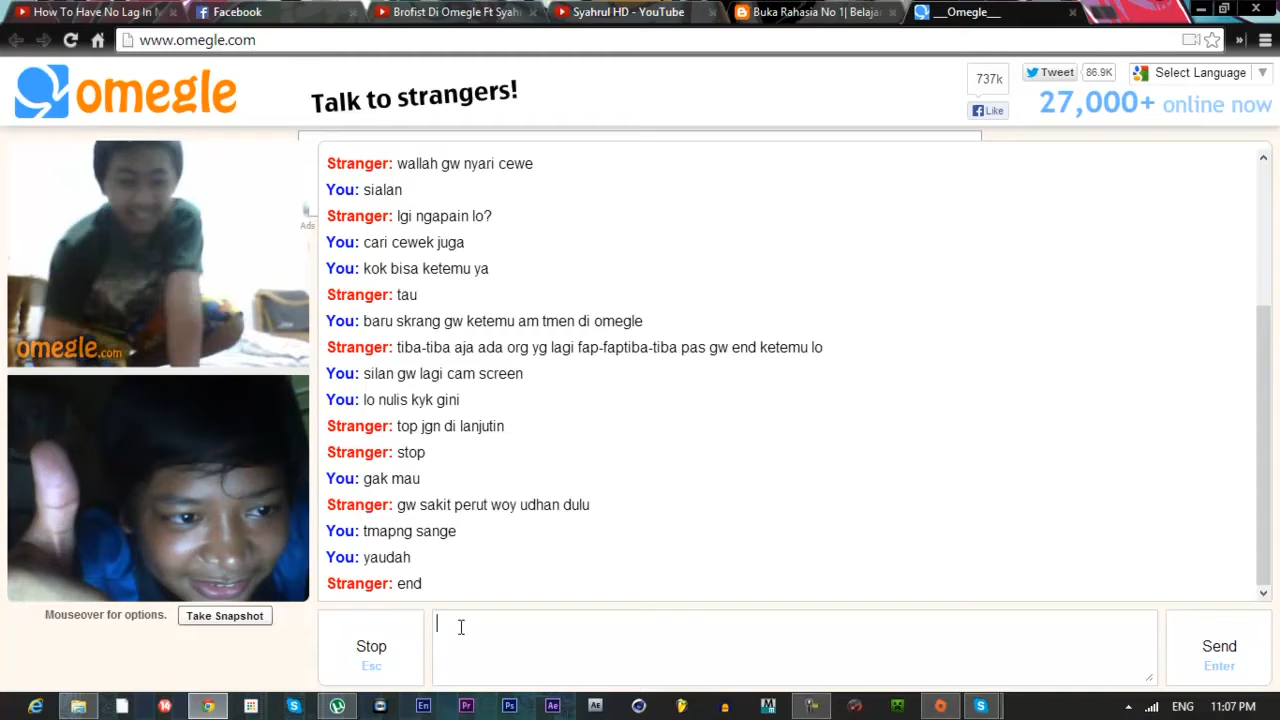 How To Have No Lag In M
Facebook
Brofist Di Omegle Ft Syah
Syahrul HD - YouTube
Buka Rahasia No 1| Belajar
__Omegle__
www.omegle.com
omegle
Talk to strangers!
737k
Like
Tweet
86.9K
Select Language
27,000+ online now
Ads
omegle.com
Stranger: wallah gw nyari cewe
You: sialan
Stranger: lgi ngapain lo?
You: cari cewek juga
You: kok bisa ketemu ya
Stranger: tau
You: baru skrang gw ketemu am tmen di omegle
Stranger: tiba-tiba aja ada org yg lagi fap-faptiba-tiba pas gw end ketemu lo
You: silan gw lagi cam screen
You: lo nulis kyk gini
Stranger: top jgn di lanjutin
Stranger: stop
You: gak mau
Stranger: gw sakit perut woy udhan dulu
You: tmapng sange
You: yaudah
Stranger: end
Mouseover for options.
Take Snapshot
Stop
Esc
Send
Enter
En
Pr
Ps
Ae
AE
M
ENG
11:07 PM